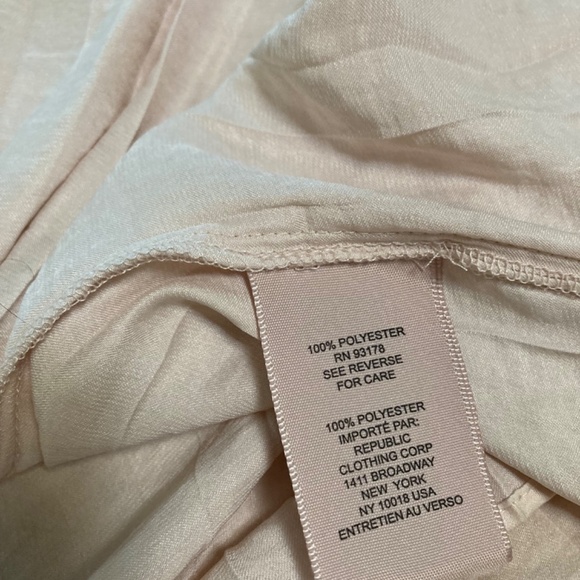 100% POLYESTER
RN 93178
SEE REVERSE
FOR CARE
100% POLYESTER
IMPORTÉ PAR:
REPUBLIC
CLOTHING CORP
1411 BROADWAY
NEW YORK
NY 10018 USA
ENTRETIEN AU VERSO